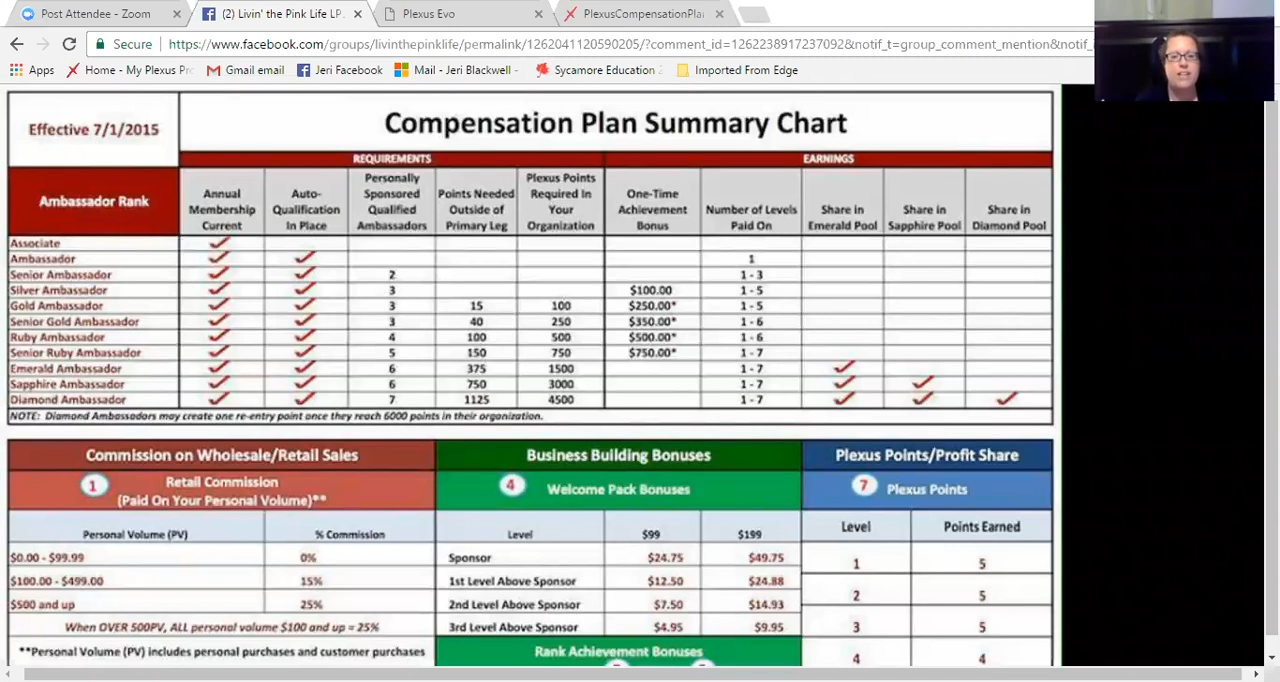 Post Attendee - Zoom
(2) Livin' the Pink Life LP
Plexus Evo
PlexusCompensationPla
Secure
https://www.facebook.com/groups/livinthepinklife/permalink/1262041120590205/?comment_id=1262238917237092&notif_t=group_comment_mention&notif_
Apps
Home - My Plexus Pr
Gmail email
Jeri Facebook
Mail - Jeri
Sycamore Education
Imported From Edge
Effective 7/1/2015
Compensation Plan Summary Chart
REQUIREMENTS EARNINGS
Ambassador Rank
Annual Membership Current
Auto-Qualification In Place
Personally Sponsored Qualified Ambassadors
Points Needed Outside of Primary Leg
Plexus Points Required In Your Organization
One-Time Achievement Bonus
Number of Levels Paid On
Share in Emerald Pool
Share in Sapphire Pool
Share in Diamond Pool
Associate ✓
Ambassador ✓ ✓ 1
Senior Ambassador ✓ ✓ 2 1 - 3
Silver Ambassador ✓ ✓ 3 $100.00 1 - 5
Gold Ambassador ✓ ✓ 3 15 100 $250.00* 1 - 5
Senior Gold Ambassador ✓ ✓ 3 40 250 $350.00* 1 - 6
Ruby Ambassador ✓ ✓ 4 100 500 $500.00* 1 - 6
Senior Ruby Ambassador ✓ ✓ 5 150 750 $750.00* 1 - 7
Emerald Ambassador ✓ ✓ 6 375 1500 1 - 7 ✓
Sapphire Ambassador ✓ ✓ 6 750 3000 1 - 7 ✓ ✓
Diamond Ambassador ✓ ✓ 7 1125 4500 1 - 7 ✓ ✓ ✓
NOTE: Diamond Ambassadors may create one re-entry point once they reach 6000 points in their organization.
Commission on Wholesale/Retail Sales
1 Retail Commission
(Paid On Your Personal Volume)**
Personal Volume (PV) % Commission
$0.00 - $99.99 0%
$100.00 - $499.00 15%
$500 and up 25%
When OVER 500PV, ALL personal volume $100 and up = 25%
**Personal Volume (PV) includes personal purchases and customer purchases
Business Building Bonuses
4 Welcome Pack Bonuses
Level $99 $199
Sponsor $24.75 $49.75
1st Level Above Sponsor $12.50 $24.88
2nd Level Above Sponsor $7.50 $14.93
3rd Level Above Sponsor $4.95 $9.95
Rank Achievement Bonuses
Plexus Points/Profit Share
7 Plexus Points
Level Points Earned
1 5
2 5
3 5
4 4